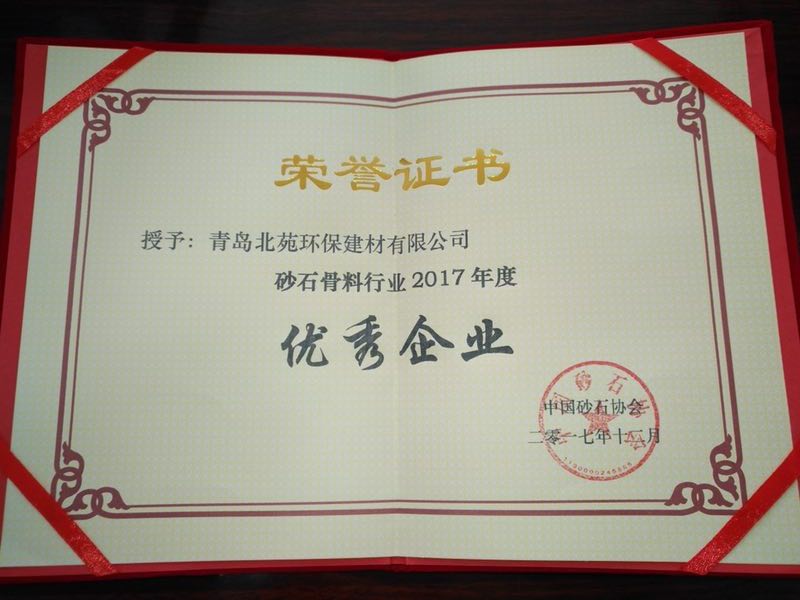 荣誉证书
授予：青岛北苑环保建材有限公司
砂石骨料行业2017年度
优秀企业
中国砂石协会
二零一七年十二月